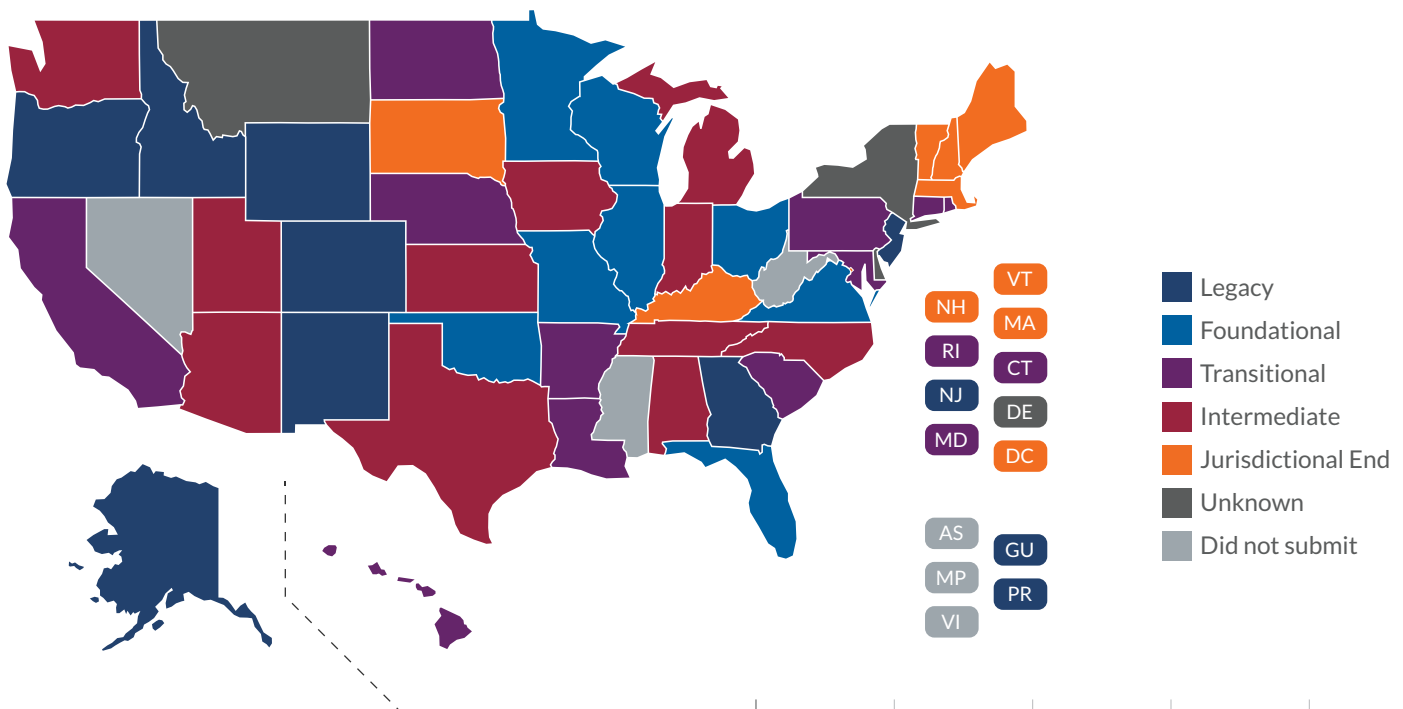 VT
NH
MA
RI
CT
NJ
DE
MD
DC
AS
GU
MP
PR
VI
Legacy
Foundational
Transitional
Intermediate
Jurisdictional End
Unknown
Did not submit